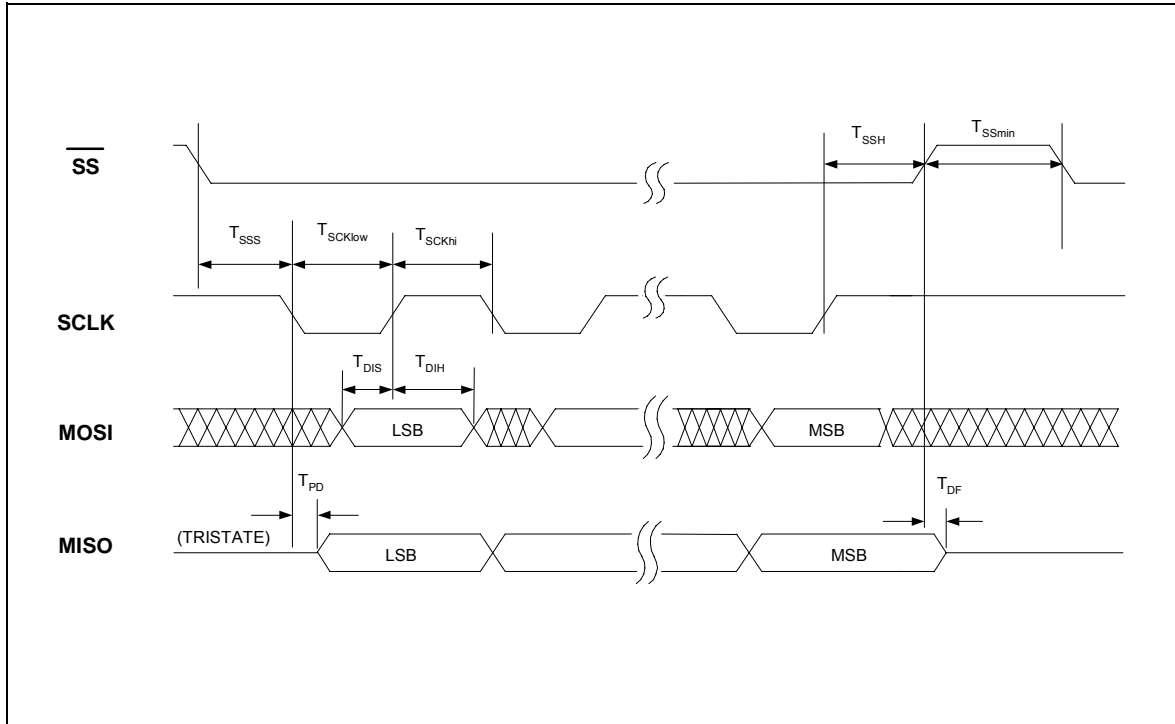 T_SSH T_SSmin
SS
T_SSS T_SCKlow T_SCKhi
SCLK
T_DIS T_DIH
MOSI LSB MSB
T_PD T_DF
(TRISTATE)
MISO LSB MSB